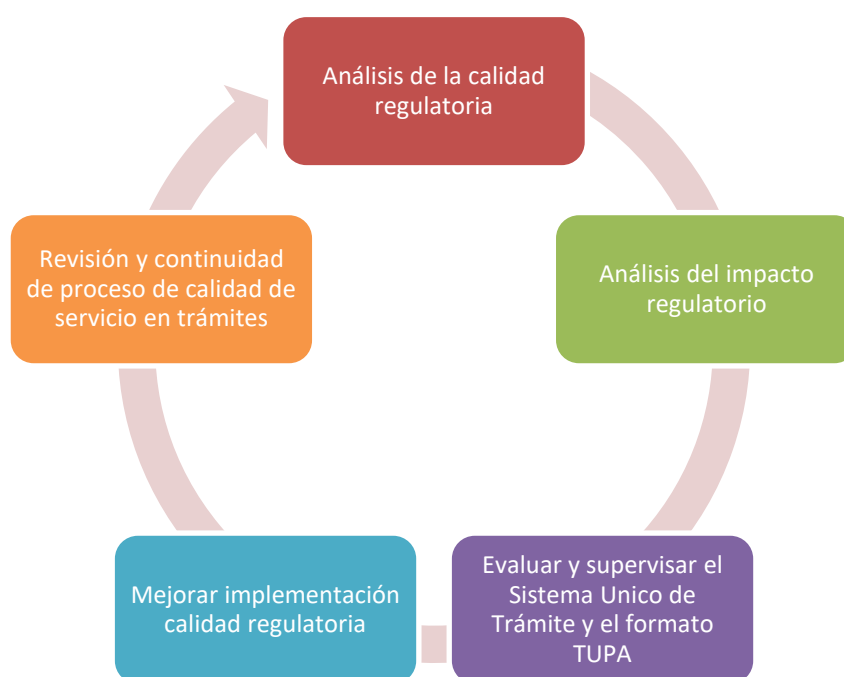 Análisis de la calidad
regulatoria
Análisis del impacto
regulatorio
Evaluar y supervisar el
Sistema Unico de
Trámite y el formato
TUPA
Mejorar implementación
calidad regulatoria
Revisión y continuidad
de proceso de calidad de
servicio en trámites